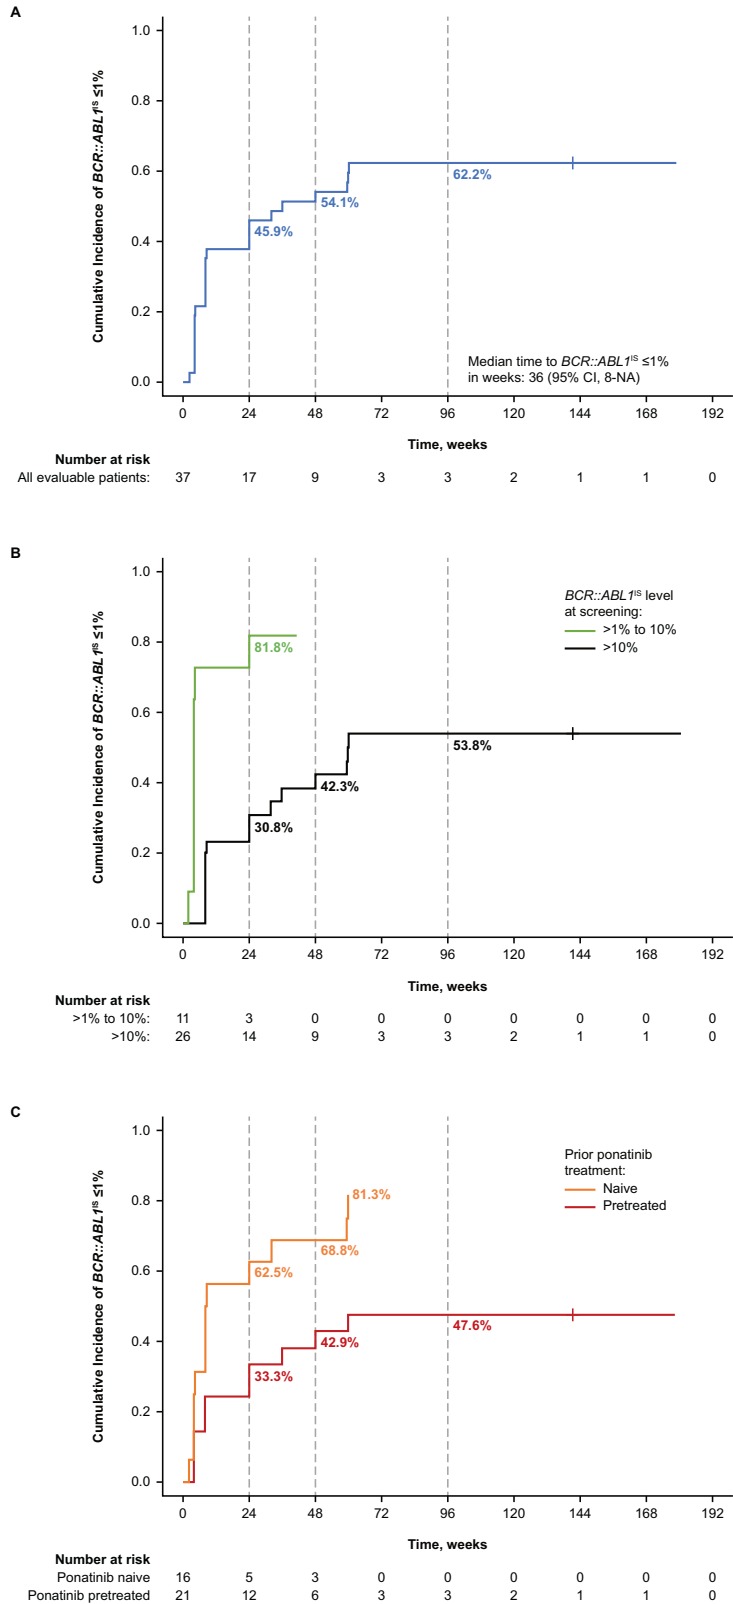 A
Cumulative Incidence of BCR::ABL1ᴵˢ ≤1%
1.0
0.8
0.6
0.4
0.2
0.0
45.9%
54.1%
62.2%
Median time to BCR::ABL1ᴵˢ ≤1%
in weeks: 36 (95% CI, 8-NA)
0 24 48 72 96 120 144 168 192
Time, weeks
Number at risk
All evaluable patients: 37 17 9 3 3 2 1 1 0
B
Cumulative Incidence of BCR::ABL1ᴵˢ ≤1%
1.0
0.8
0.6
0.4
0.2
0.0
BCR::ABL1ᴵˢ level
at screening:
>1% to 10%
>10%
81.8%
30.8%
42.3%
53.8%
0 24 48 72 96 120 144 168 192
Time, weeks
Number at risk
>1% to 10%: 11 3 0 0 0 0 0 0 0
>10%: 26 14 9 3 3 2 1 1 0
C
Cumulative Incidence of BCR::ABL1ᴵˢ ≤1%
1.0
0.8
0.6
0.4
0.2
0.0
Prior ponatinib
treatment:
Naive
Pretreated
81.3%
68.8%
62.5%
33.3%
42.9%
47.6%
0 24 48 72 96 120 144 168 192
Time, weeks
Number at risk
Ponatinib naive 16 5 3 0 0 0 0 0 0
Ponatinib pretreated 21 12 6 3 3 2 1 1 0